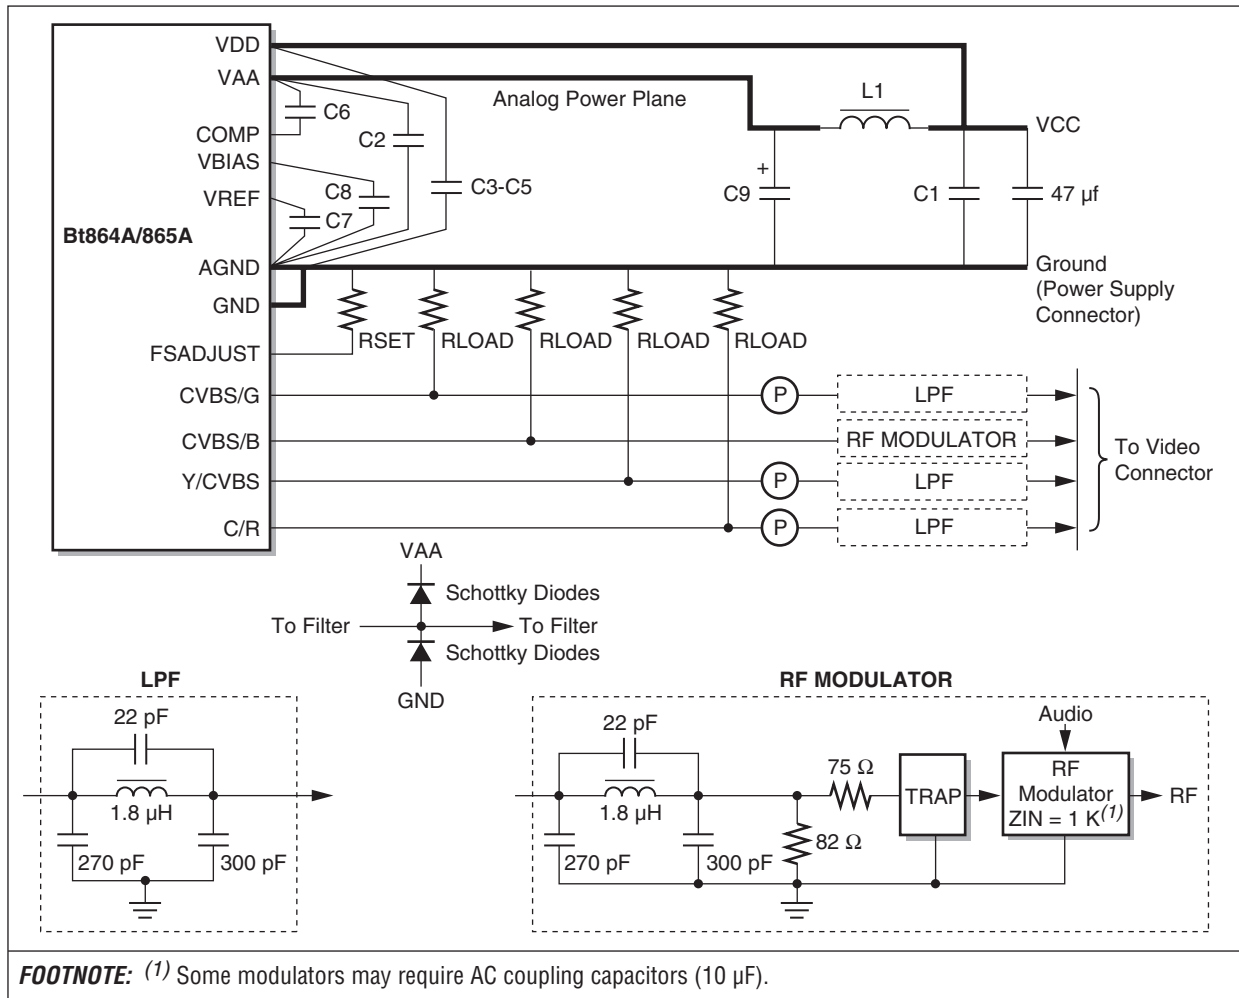 VDD
VAA
COMP
VBIAS
VREF
Bt864A/865A
AGND
GND
FSADJUST
CVBS/G
CVBS/B
Y/CVBS
C/R
C6
C2
C8
C7
C3-C5
Analog Power Plane
L1
VCC
+
C9
C1
47 µf
Ground
(Power Supply
Connector)
RSET
RLOAD
RLOAD
RLOAD
RLOAD
P
LPF
RF MODULATOR
P
LPF
P
LPF
To Video
Connector
VAA
Schottky Diodes
To Filter
To Filter
Schottky Diodes
GND
LPF
22 pF
1.8 µH
270 pF
300 pF
RF MODULATOR
22 pF
1.8 µH
270 pF
300 pF
75 Ω
82 Ω
TRAP
Audio
RF
Modulator
ZIN = 1 K(1)
RF
FOOTNOTE: (1) Some modulators may require AC coupling capacitors (10 µF).